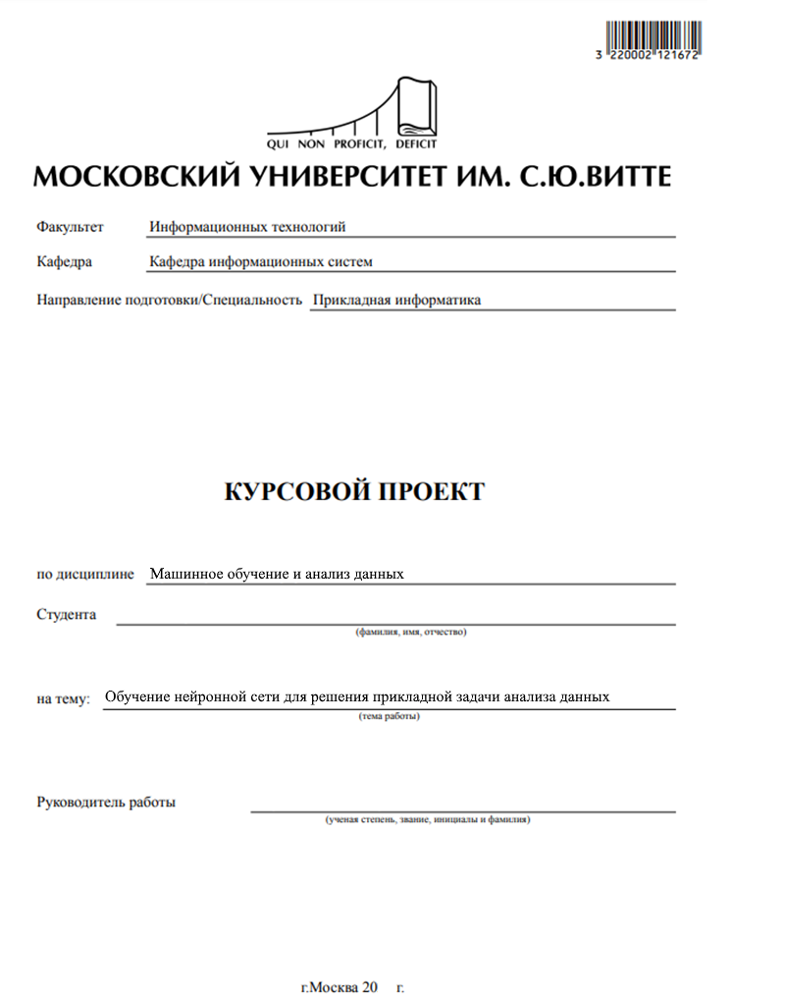 3 220002 121672
QUI NON PROFICIT, DEFICIT
МОСКОВСКИЙ УНИВЕРСИТЕТ ИМ. С.Ю.ВИТТЕ
Факультет Информационных технологий
Кафедра Кафедра информационных систем
Направление подготовки/Специальность Прикладная информатика
КУРСОВОЙ ПРОЕКТ
по дисциплине Машинное обучение и анализ данных
Студента
(фамилия, имя, отчество)
на тему: Обучение нейронной сети для решения прикладной задачи анализа данных
(тема работы)
Руководитель работы
(ученая степень, звание, инициалы и фамилия)
г.Москва 20 г.